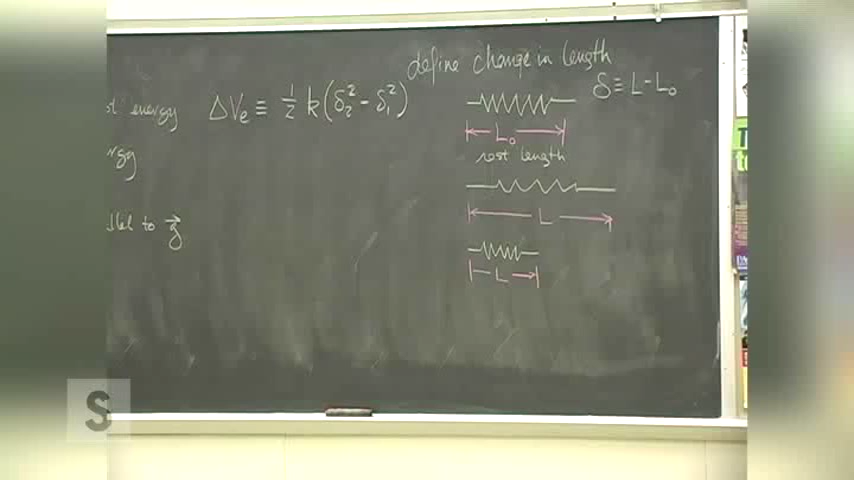 define change in length
energy ΔVe ≡ 1/2 k(δ₂² - δ₁²)
δ ≡ L - L₀
L₀
rest length
L
to g⃗
L
S